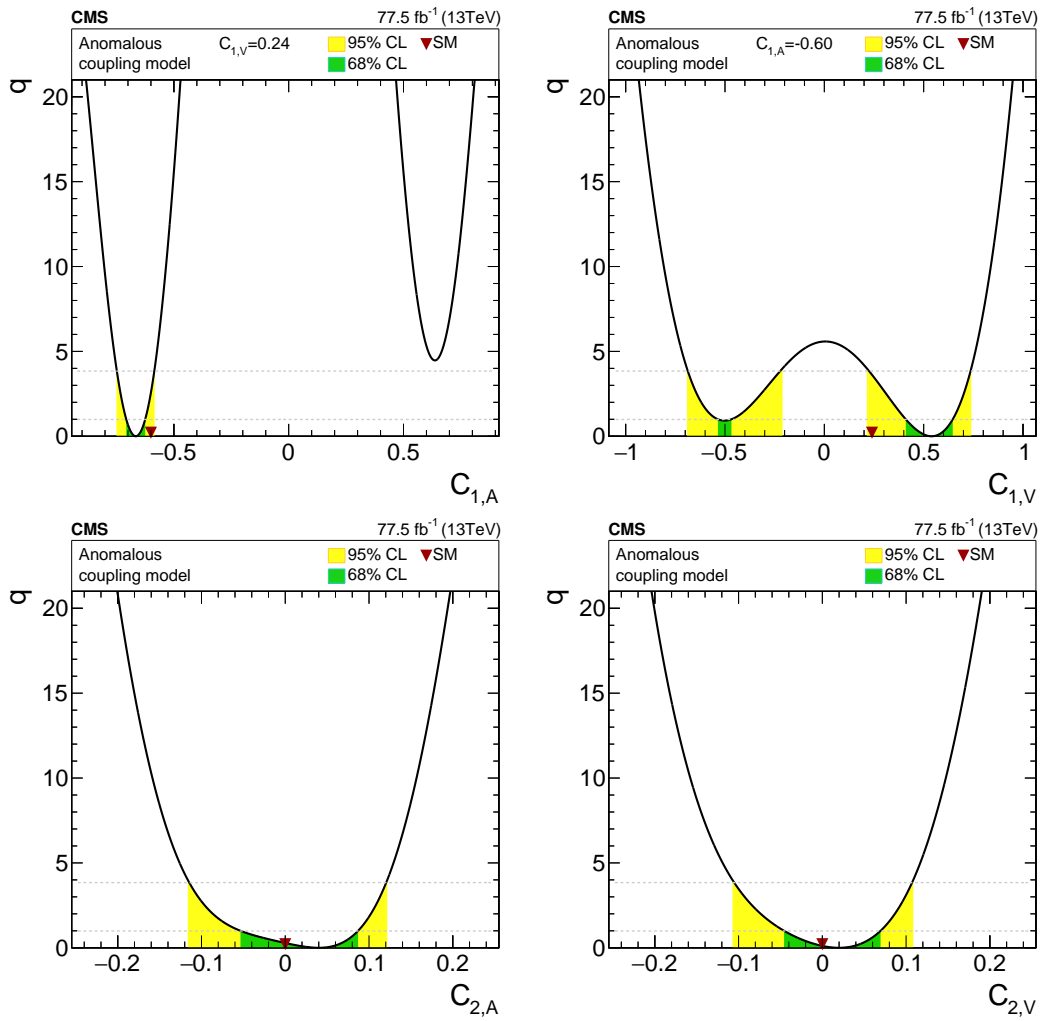 CMS 77.5 fb-1 (13TeV)
Anomalous C1,V=0.24 95% CL SM
coupling model 68% CL
q
20
15
10
5
0
−0.5 0 0.5
C1,A
CMS 77.5 fb-1 (13TeV)
Anomalous C1,A=-0.60 95% CL SM
coupling model 68% CL
q
20
15
10
5
0
−1 −0.5 0 0.5 1
C1,V
CMS 77.5 fb-1 (13TeV)
Anomalous 95% CL SM
coupling model 68% CL
q
20
15
10
5
0
−0.2 −0.1 0 0.1 0.2
C2,A
CMS 77.5 fb-1 (13TeV)
Anomalous 95% CL SM
coupling model 68% CL
q
20
15
10
5
0
−0.2 −0.1 0 0.1 0.2
C2,V